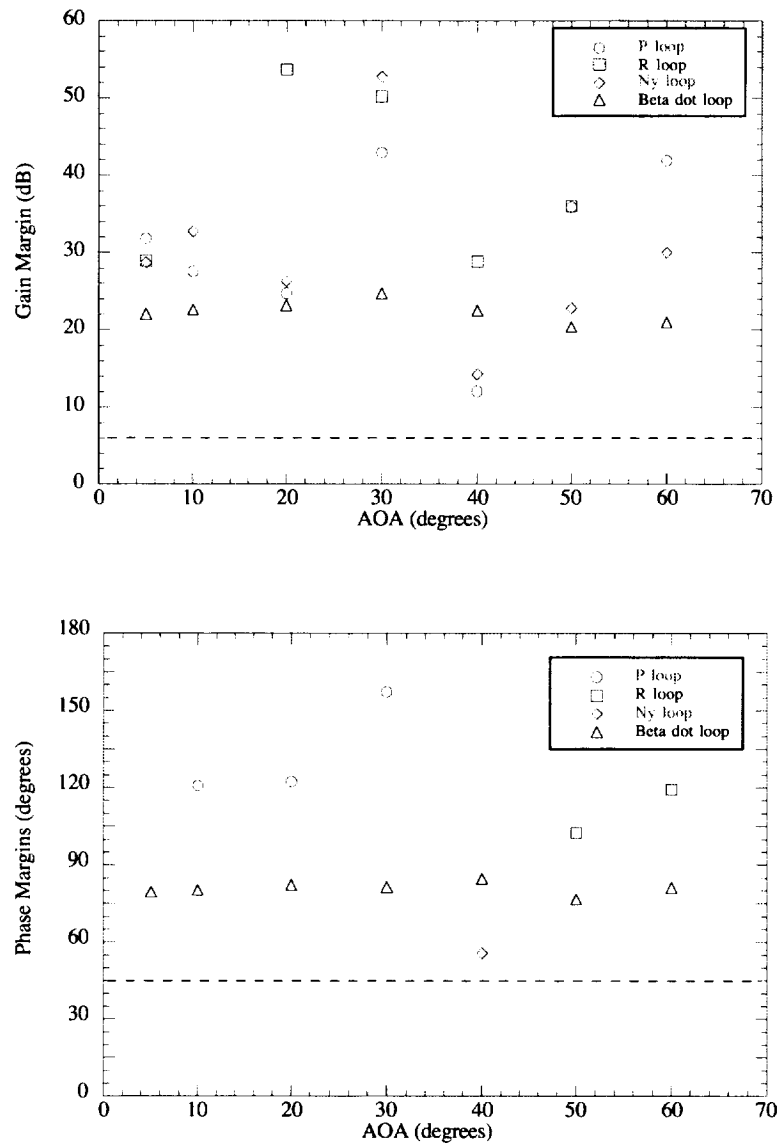 60
50
40
30
20
10
0
Gain Margin (dB)
P loop
R loop
Ny loop
Beta dot loop
0 10 20 30 40 50 60 70
AOA (degrees)
180
150
120
90
60
30
0
Phase Margins (degrees)
P loop
R loop
Ny loop
Beta dot loop
0 10 20 30 40 50 60 70
AOA (degrees)